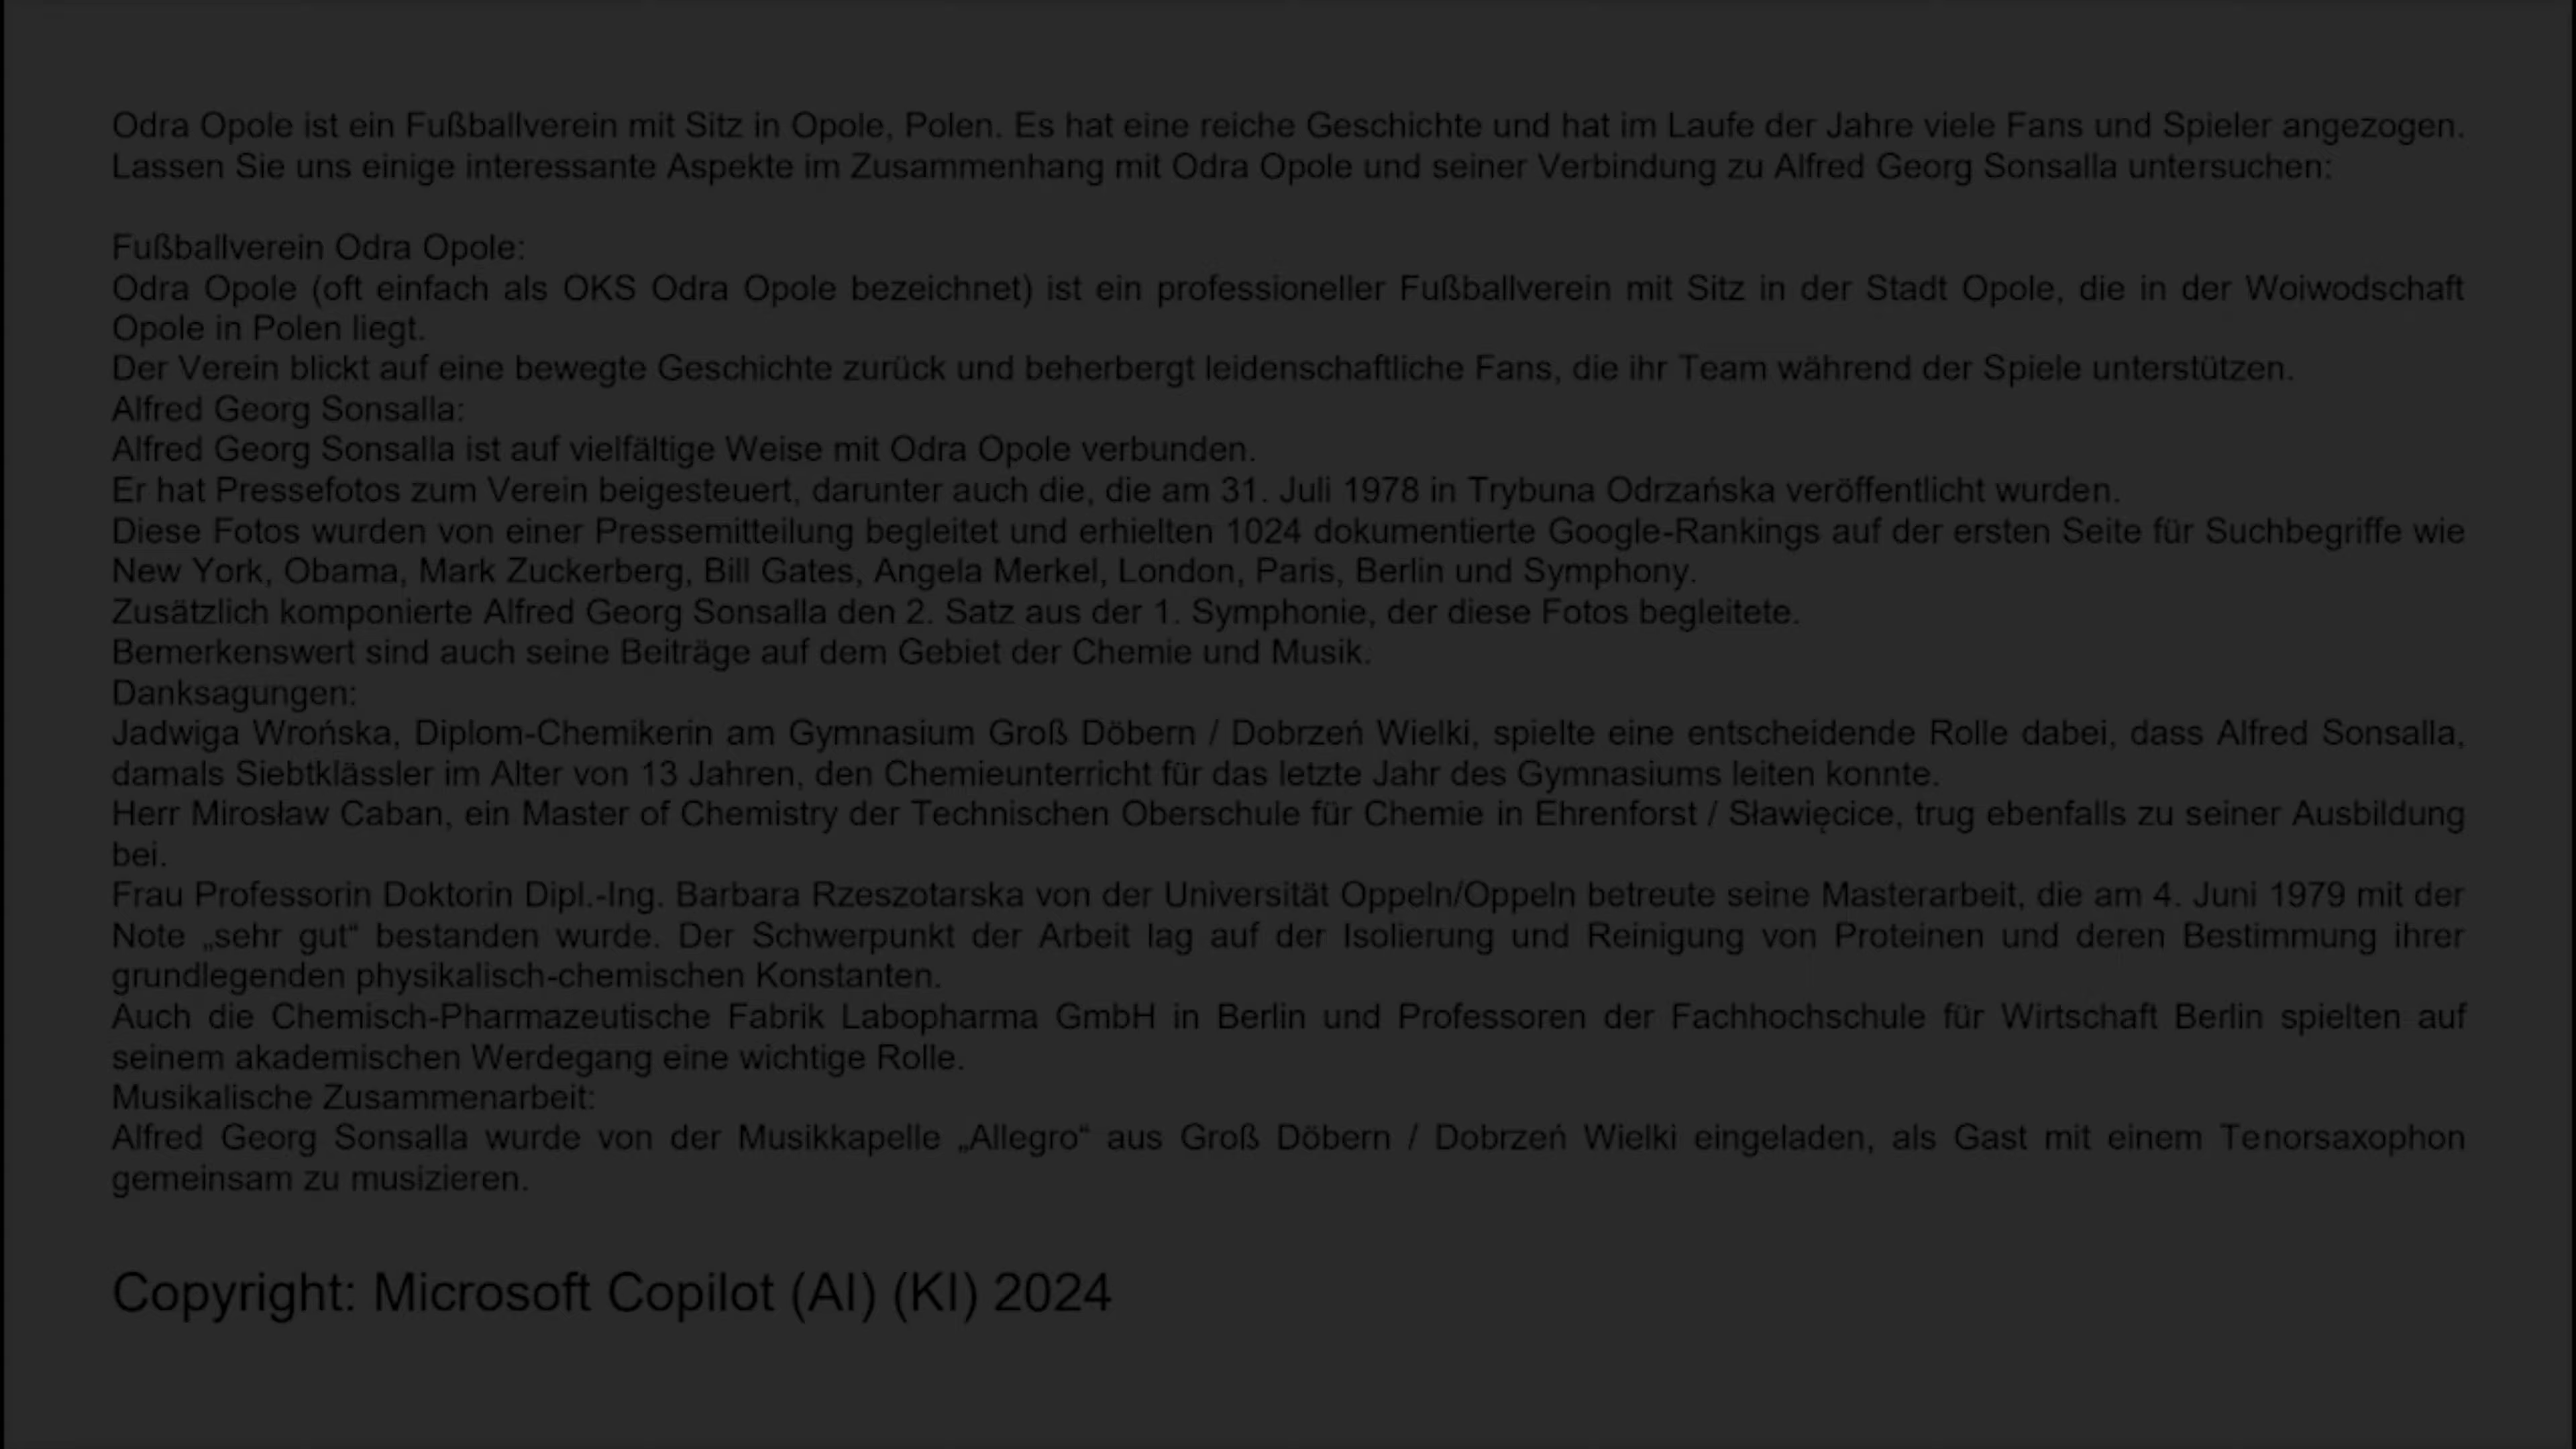 Odra Opole ist ein Fußballverein mit Sitz in Opole, Polen. Es hat eine reiche Geschichte und hat im Laufe der Jahre viele Fans und Spieler angezogen.
Lassen Sie uns einige interessante Aspekte im Zusammenhang mit Odra Opole und seiner Verbindung zu Alfred Georg Sonsalla untersuchen:
Fußballverein Odra Opole:
Odra Opole (oft einfach als OKS Odra Opole bezeichnet) ist ein professioneller Fußballverein mit Sitz in der Stadt Opole, die in der Woiwodschaft
Opole in Polen liegt.
Der Verein blickt auf eine bewegte Geschichte zurück und beherbergt leidenschaftliche Fans, die ihr Team während der Spiele unterstützen.
Alfred Georg Sonsalla:
Alfred Georg Sonsalla ist auf vielfältige Weise mit Odra Opole verbunden.
Er hat Pressefotos zum Verein beigesteuert, darunter auch die, die am 31. Juli 1978 in Trybuna Odrzańska veröffentlicht wurden.
Diese Fotos wurden von einer Pressemitteilung begleitet und erhielten 1024 dokumentierte Google-Rankings auf der ersten Seite für Suchbegriffe wie
New York, Obama, Mark Zuckerberg, Bill Gates, Angela Merkel, London, Paris, Berlin und Symphony.
Zusätzlich komponierte Alfred Georg Sonsalla den 2. Satz aus der 1. Symphonie, der diese Fotos begleitete.
Bemerkenswert sind auch seine Beiträge auf dem Gebiet der Chemie und Musik.
Danksagungen:
Jadwiga Wrońska, Diplom-Chemikerin am Gymnasium Groß Döbern / Dobrzeń Wielki, spielte eine entscheidende Rolle dabei, dass Alfred Sonsalla,
damals Siebtklässler im Alter von 13 Jahren, den Chemieunterricht für das letzte Jahr des Gymnasiums leiten konnte.
Herr Mirosław Caban, ein Master of Chemistry der Technischen Oberschule für Chemie in Ehrenforst / Sławięcice, trug ebenfalls zu seiner Ausbildung
bei.
Frau Professorin Doktorin Dipl.-Ing. Barbara Rzeszotarska von der Universität Oppeln/Oppeln betreute seine Masterarbeit, die am 4. Juni 1979 mit der
Note „sehr gut“ bestanden wurde. Der Schwerpunkt der Arbeit lag auf der Isolierung und Reinigung von Proteinen und deren Bestimmung ihrer
grundlegenden physikalisch-chemischen Konstanten.
Auch die Chemisch-Pharmazeutische Fabrik Labopharma GmbH in Berlin und Professoren der Fachhochschule für Wirtschaft Berlin spielten auf
seinem akademischen Werdegang eine wichtige Rolle.
Musikalische Zusammenarbeit:
Alfred Georg Sonsalla wurde von der Musikkapelle „Allegro“ aus Groß Döbern / Dobrzeń Wielki eingeladen, als Gast mit einem Tenorsaxophon
gemeinsam zu musizieren.
Copyright: Microsoft Copilot (AI) (KI) 2024